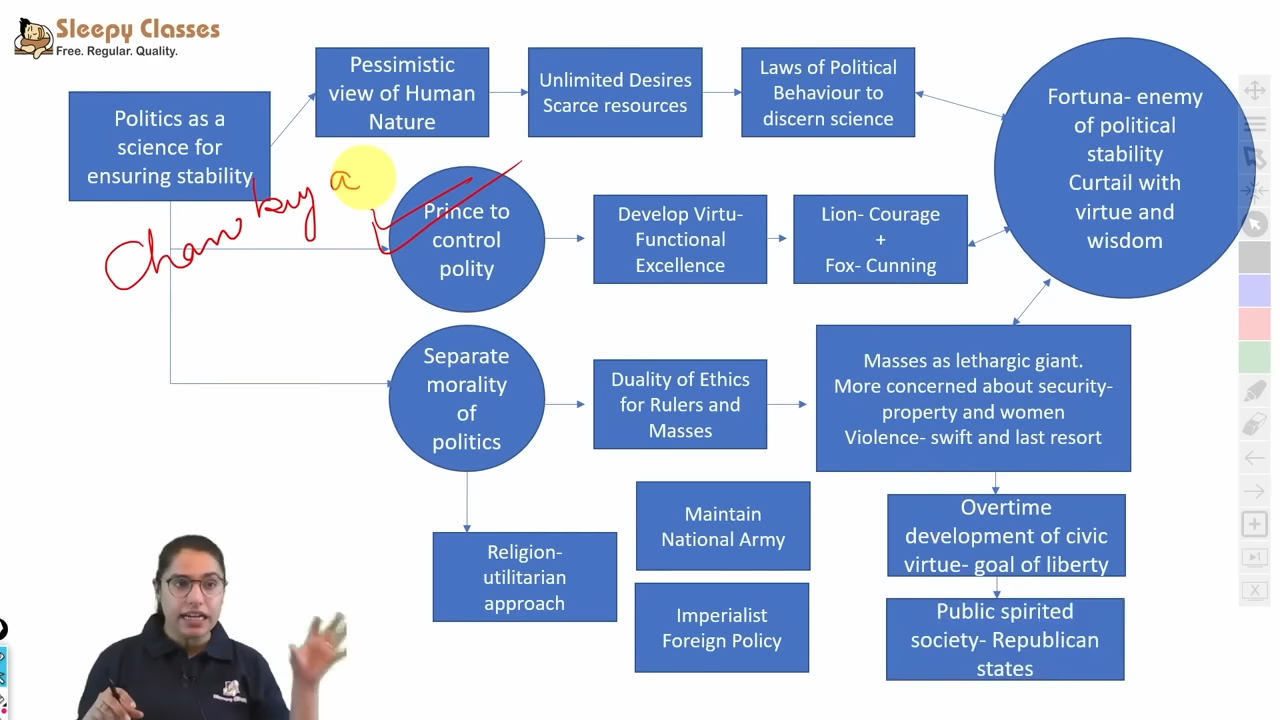 Sleepy Classes
Free. Regular. Quality.
Politics as a
science for
ensuring stability
Pessimistic
view of Human
Nature
Unlimited Desires
Scarce resources
Laws of Political
Behaviour to
discern science
Fortuna- enemy
of political
stability
Curtail with
virtue and
wisdom
Chanakya
Prince to
control
polity
Develop Virtu-
Functional
Excellence
Lion- Courage
+
Fox- Cunning
Separate
morality
of
politics
Duality of Ethics
for Rulers and
Masses
Masses as lethargic giant.
More concerned about security-
property and women
Violence- swift and last resort
Religion-
utilitarian
approach
Maintain
National Army
Imperialist
Foreign Policy
Overtime
development of civic
virtue- goal of liberty
Public spirited
society- Republican
states